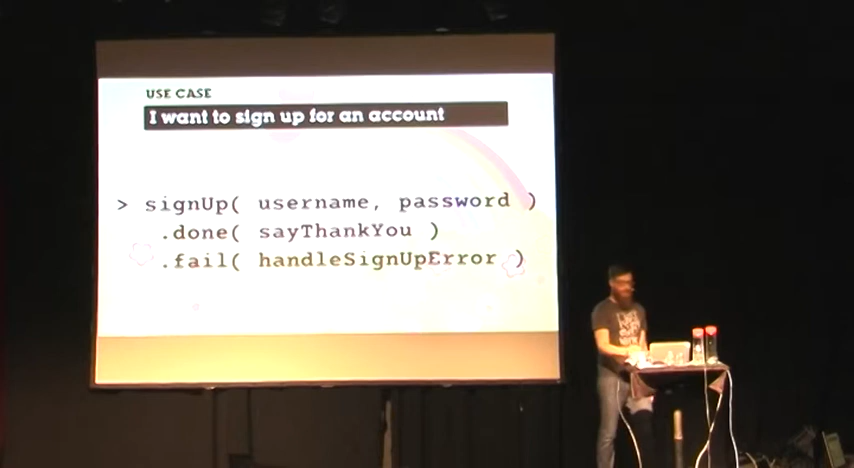 USE CASE
I want to sign up for an account
> signUp( username, password )
.done( sayThankYou )
.fail( handleSignUpError )